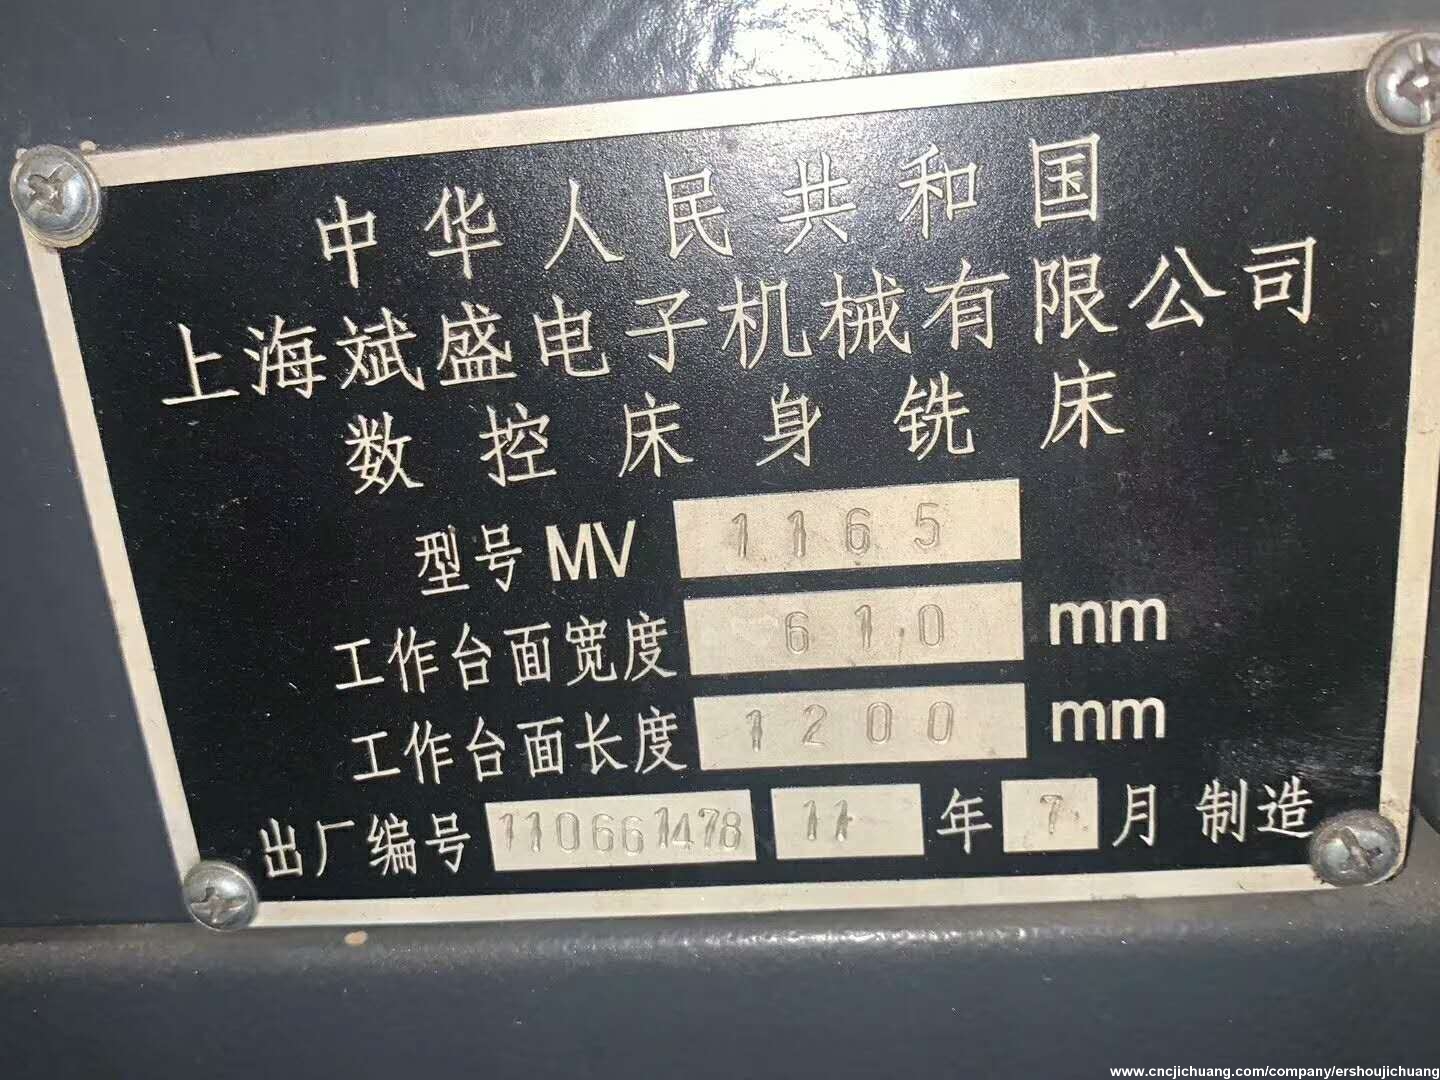 中华人民共和国
上海斌盛电子机械有限公司
数控床身铣床
型号 MV 1165
工作台面宽度 610 mm
工作台面长度 1200 mm
出厂编号 110661478 11 年 7 月 制造
www.cncjichuang.com/company/ershoujichuang